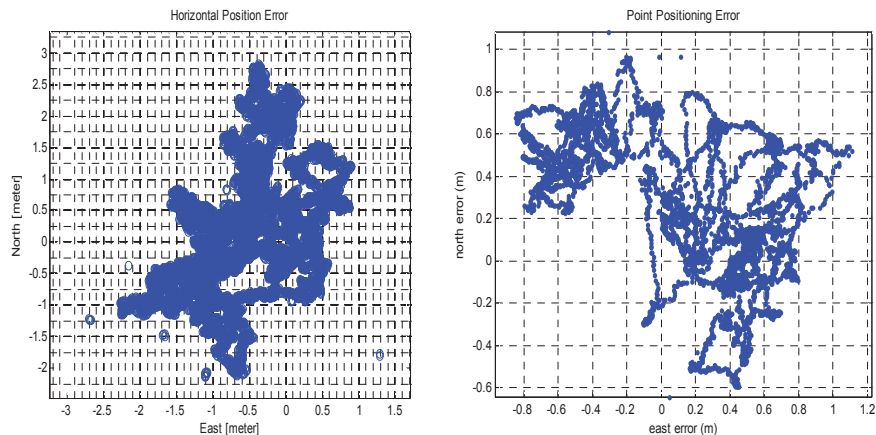 Horizontal Position Error
3
2.5
2
1.5
1
0.5
0
-0.5
-1
-1.5
-2
North [meter]
-3 -2.5 -2 -1.5 -1 -0.5 0 0.5 1 1.5
East [meter]
Point Positioning Error
1
0.8
0.6
0.4
0.2
0
-0.2
-0.4
-0.6
north error (m)
-0.8 -0.6 -0.4 -0.2 0 0.2 0.4 0.6 0.8 1 1.2
east error (m)